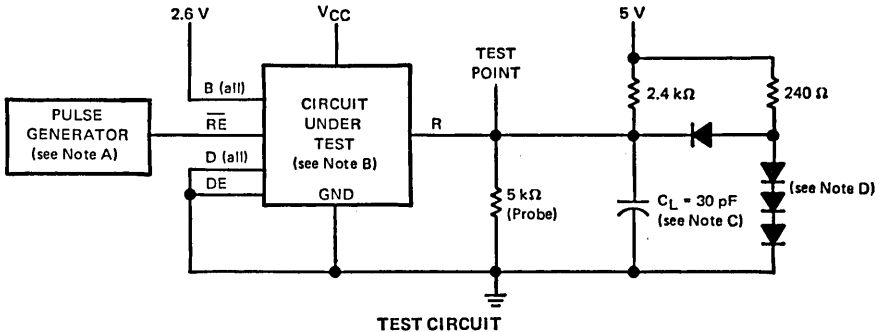 2.6 V
VCC
5 V
TEST
POINT
B (all)
CIRCUIT
UNDER
TEST
(see Note B)
2.4 kΩ
240 Ω
PULSE
GENERATOR
(see Note A)
RE
R
D (all)
DE
GND
5 kΩ
(Probe)
CL = 30 pF
(see Note C)
(see Note D)
TEST CIRCUIT